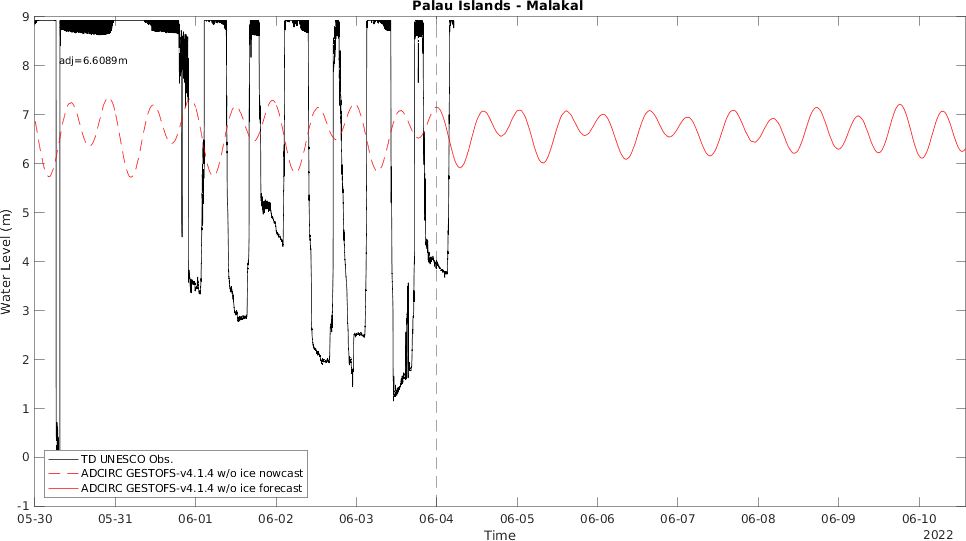 Palau Islands - Malakal
adj=6.6089m
Water Level (m)
9
8
7
6
5
4
3
2
1
0
-1
TD UNESCO Obs.
ADCIRC GESTOFS-v4.1.4 w/o ice nowcast
ADCIRC GESTOFS-v4.1.4 w/o ice forecast
05-30 05-31 06-01 06-02 06-03 06-04 06-05 06-06 06-07 06-08 06-09 06-10
Time
2022